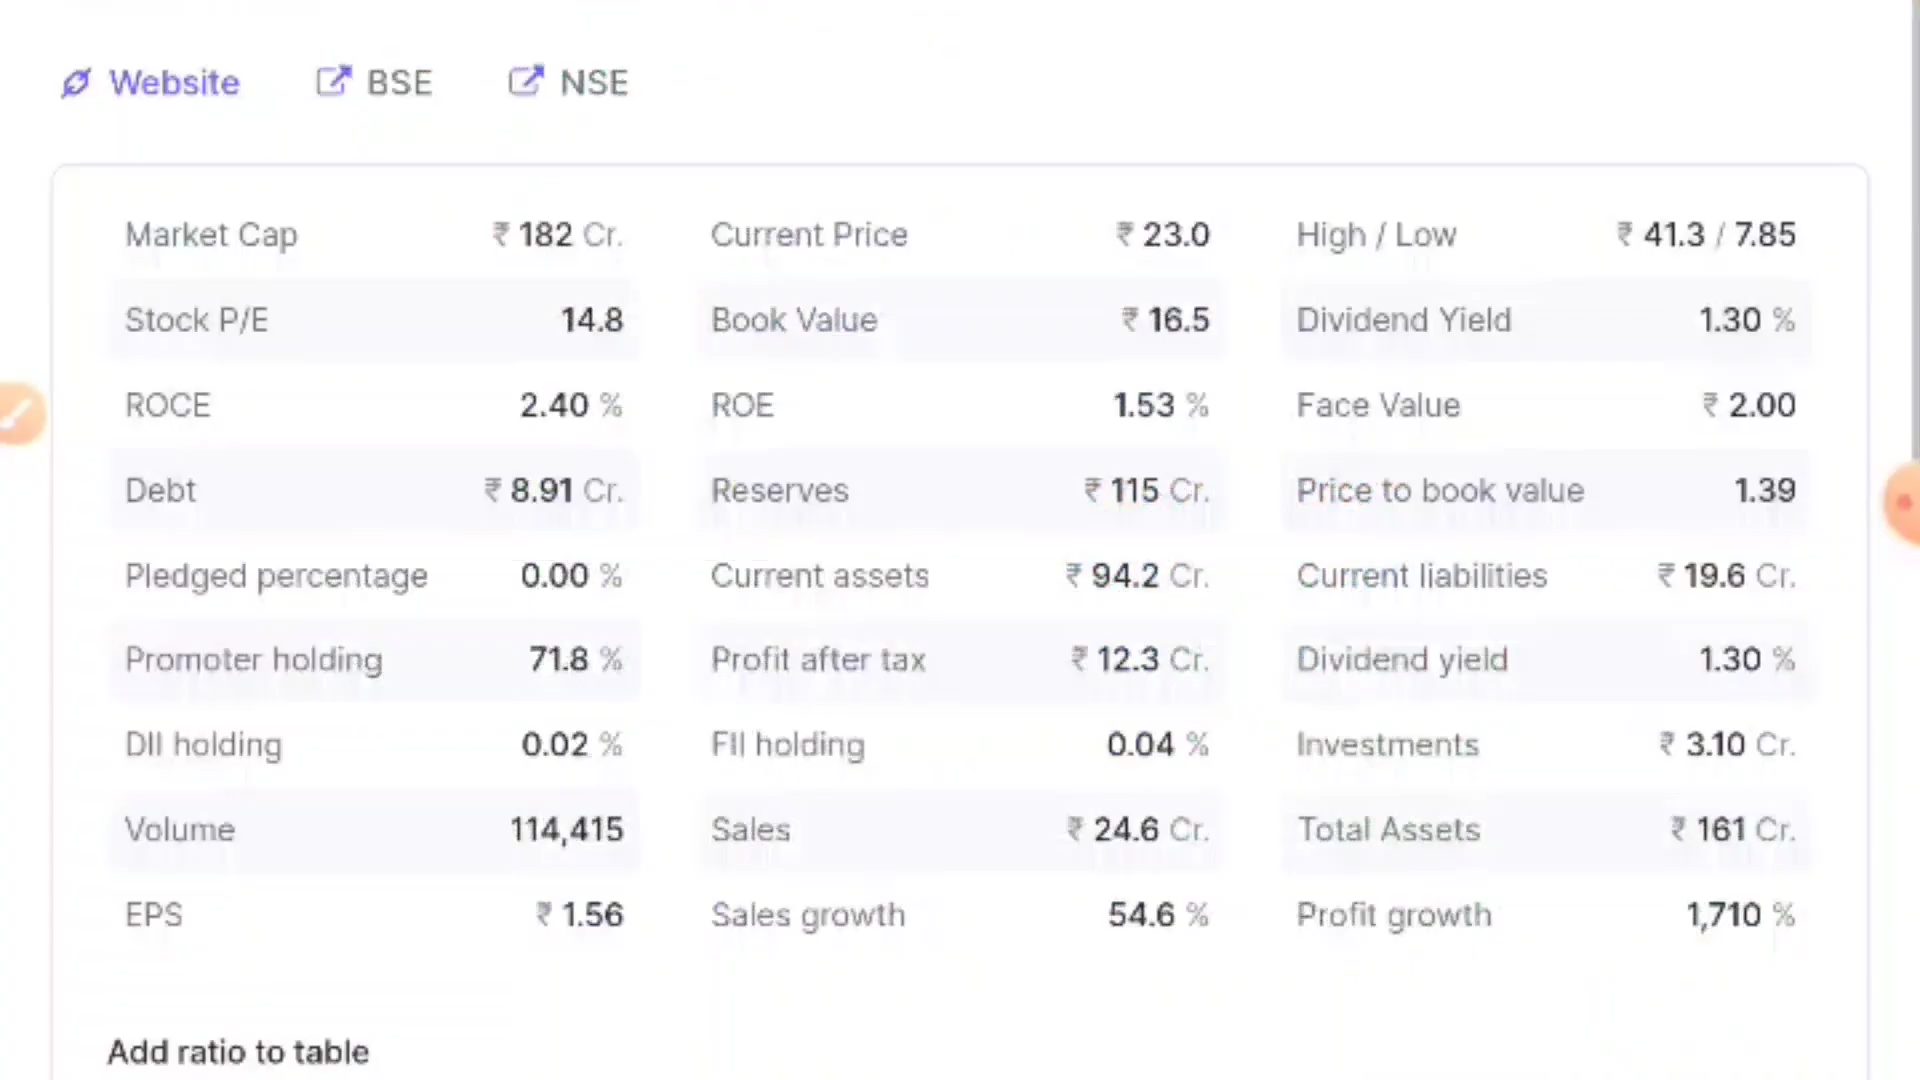 Website BSE NSE
Market Cap ₹ 182 Cr. Current Price ₹ 23.0 High / Low ₹ 41.3 / 7.85
Stock P/E 14.8 Book Value ₹ 16.5 Dividend Yield 1.30 %
ROCE 2.40 % ROE 1.53 % Face Value ₹ 2.00
Debt ₹ 8.91 Cr. Reserves ₹ 115 Cr. Price to book value 1.39
Pledged percentage 0.00 % Current assets ₹ 94.2 Cr. Current liabilities ₹ 19.6 Cr.
Promoter holding 71.8 % Profit after tax ₹ 12.3 Cr. Dividend yield 1.30 %
DII holding 0.02 % FII holding 0.04 % Investments ₹ 3.10 Cr.
Volume 114,415 Sales ₹ 24.6 Cr. Total Assets ₹ 161 Cr.
EPS ₹ 1.56 Sales growth 54.6 % Profit growth 1,710 %
Add ratio to table